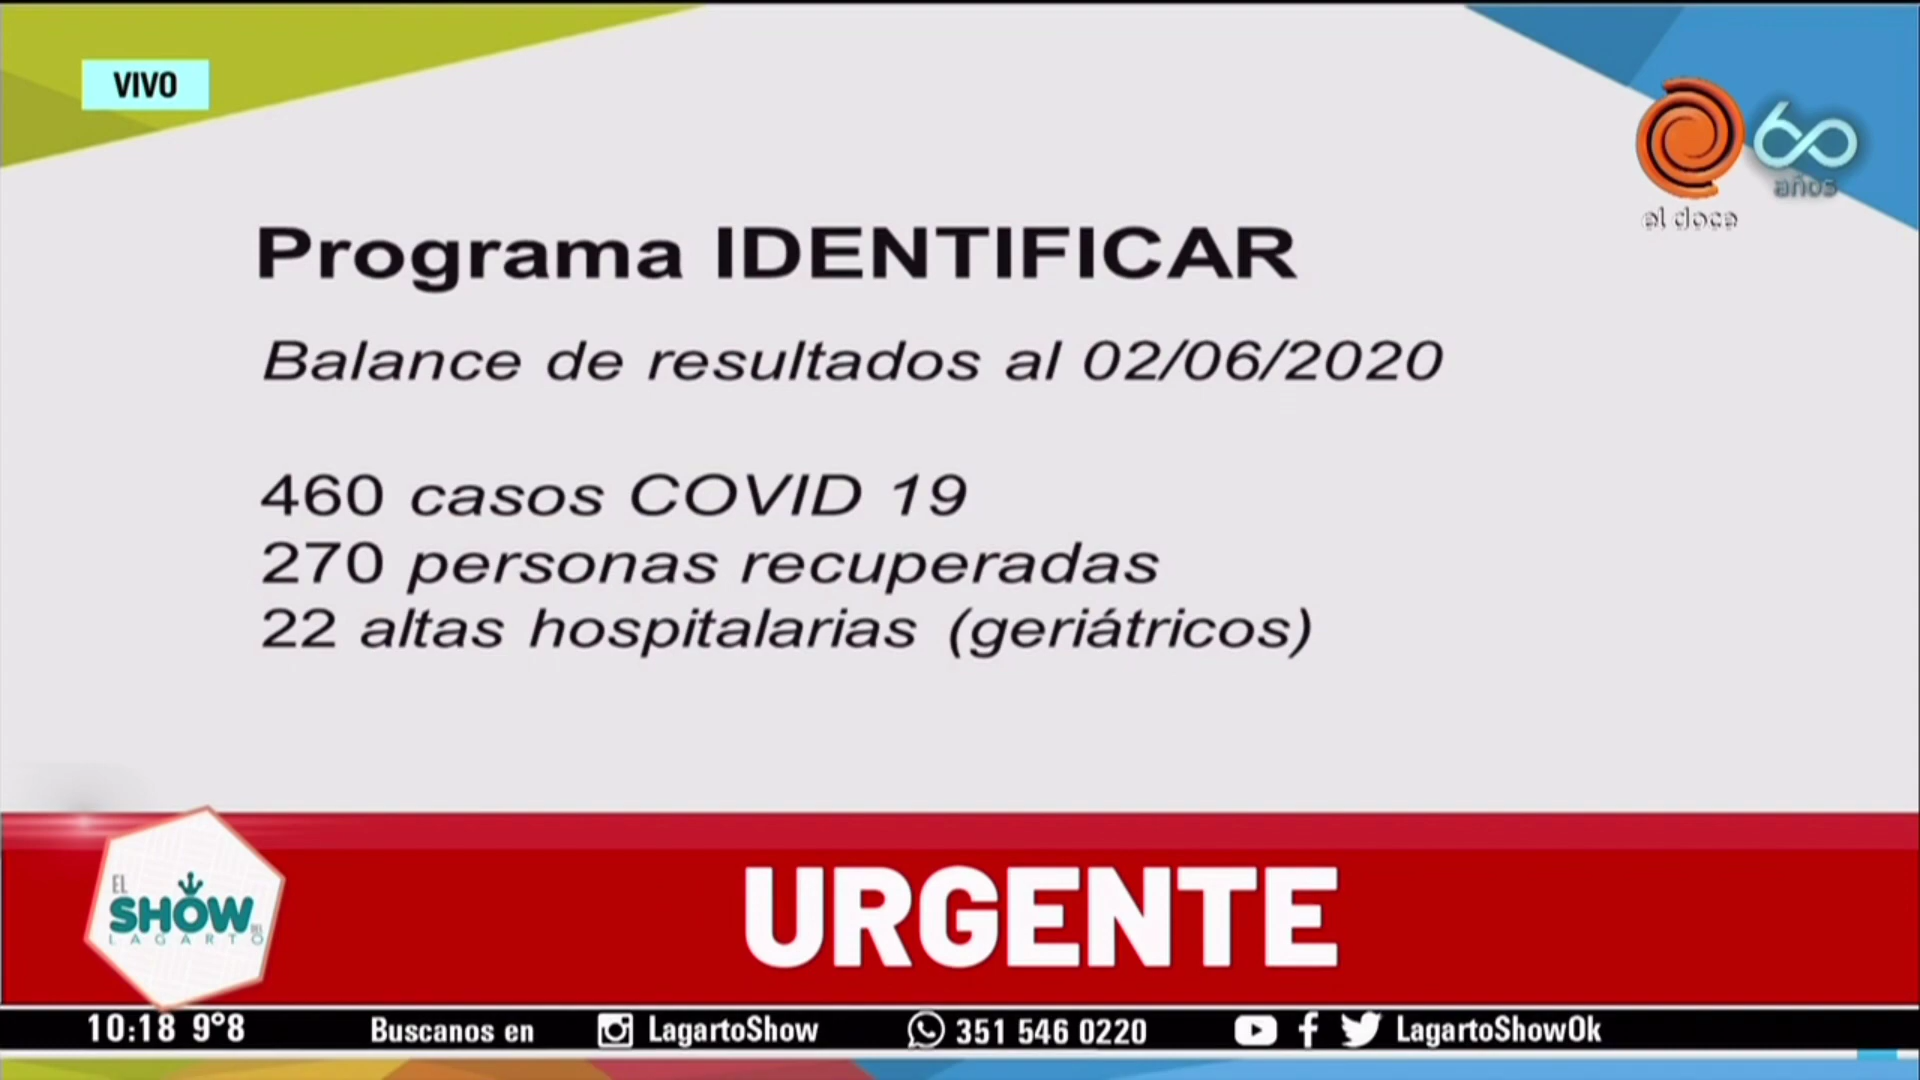 VIVO
60
años
el doce
Programa IDENTIFICAR
Balance de resultados al 02/06/2020
460 casos COVID 19
270 personas recuperadas
22 altas hospitalarias (geriátricos)
EL
SHOW
DEL
LAGARTO
URGENTE
10:18 9°8
Buscanos en
LagartoShow
351 546 0220
LagartoShowOk